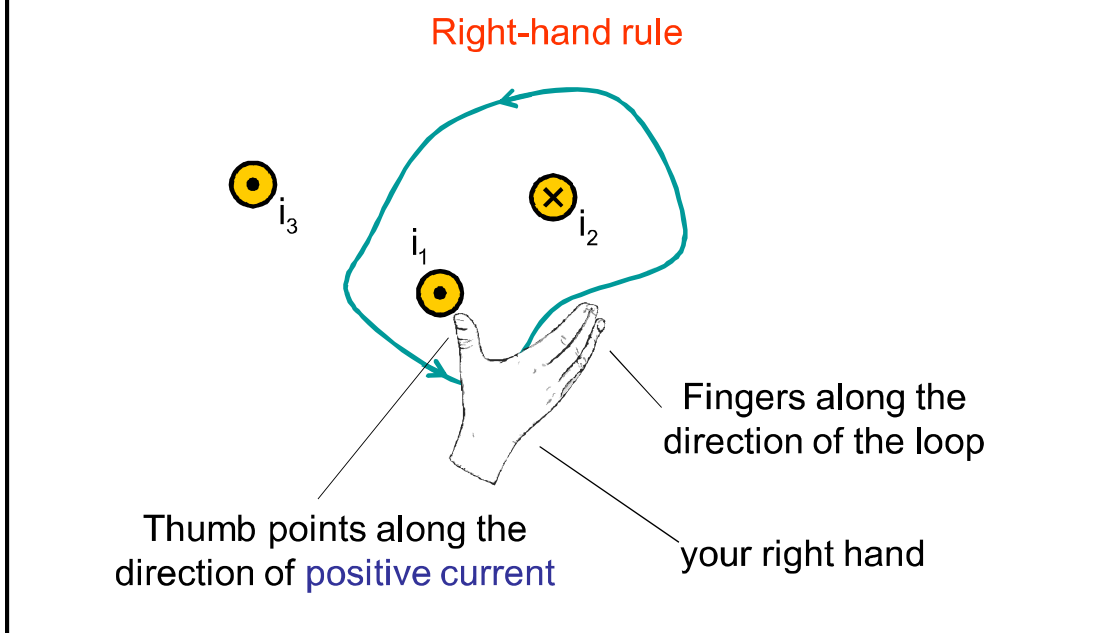 Right-hand rule
i₃
i₂
i₁
Fingers along the
direction of the loop
Thumb points along the
direction of positive current
your right hand